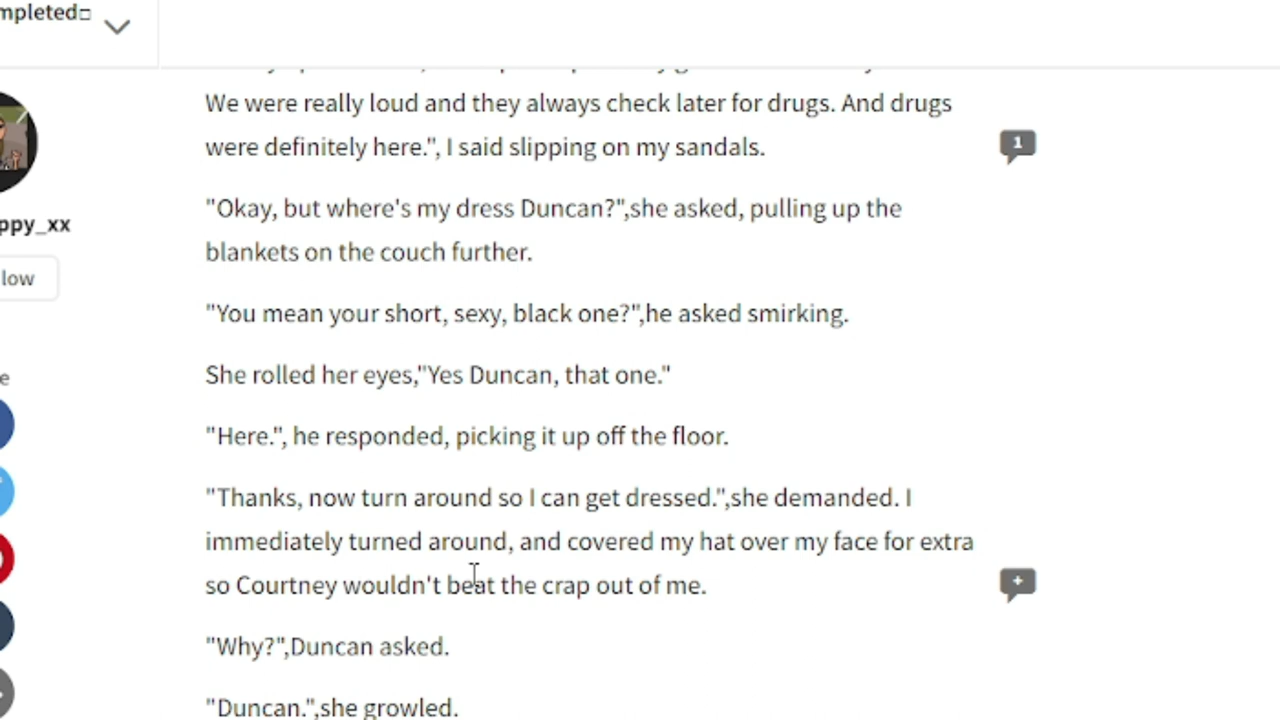 mpleted□
We were really loud and they always check later for drugs. And drugs
were definitely here.", I said slipping on my sandals.
1
"Okay, but where's my dress Duncan?",she asked, pulling up the
blankets on the couch further.
ppy_xx
low
"You mean your short, sexy, black one?",he asked smirking.
She rolled her eyes,"Yes Duncan, that one."
e
"Here.", he responded, picking it up off the floor.
"Thanks, now turn around so I can get dressed.",she demanded. I
immediately turned around, and covered my hat over my face for extra
so Courtney wouldn't beat the crap out of me.
+
"Why?",Duncan asked.
"Duncan.",she growled.